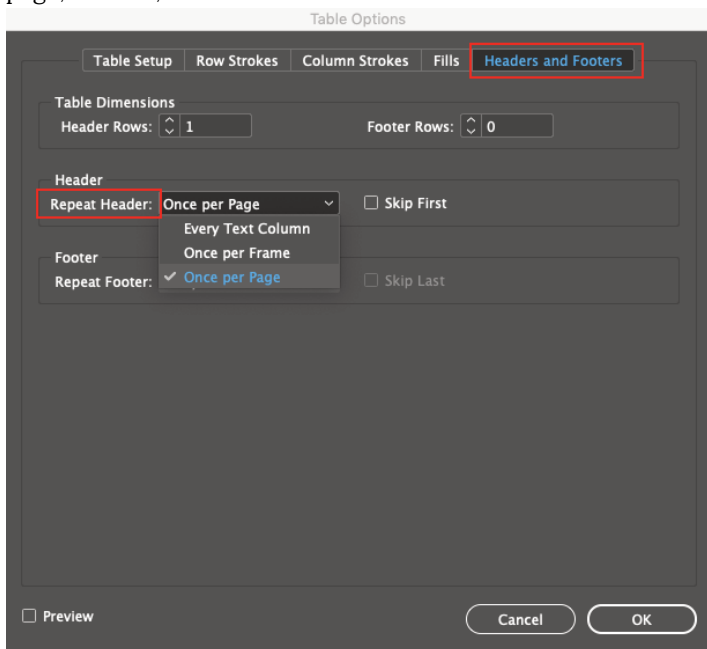 Table Options
Table Setup Row Strokes Column Strokes Fills Headers and Footers
Table Dimensions
Header Rows: 1 Footer Rows: 0
Header
Repeat Header: Once per Page Skip First
Every Text Column
Once per Frame
Footer
Once per Page
Repeat Footer: Skip Last
Preview Cancel OK